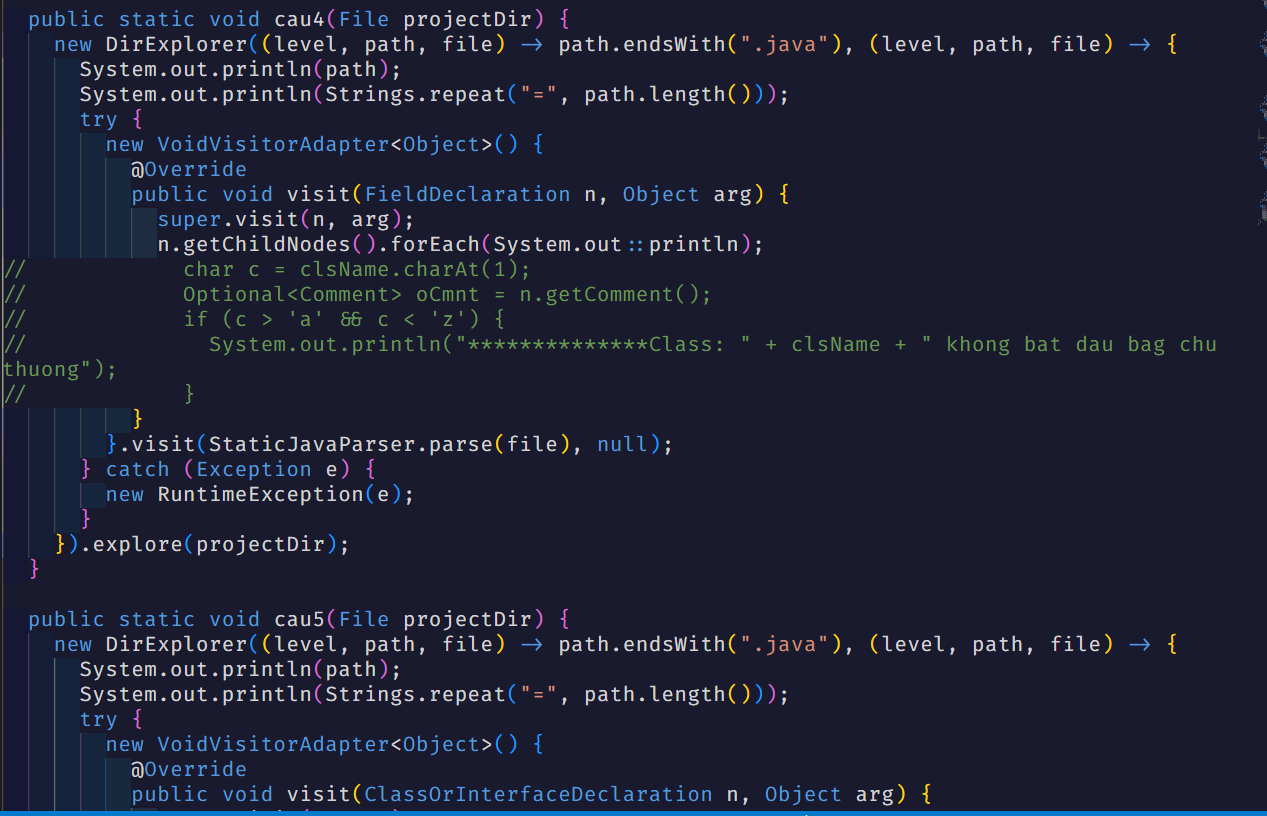 public static void cau4(File projectDir) {
new DirExplorer((level, path, file) -> path.endsWith(".java"), (level, path, file) -> {
System.out.println(path);
System.out.println(Strings.repeat("=", path.length()));
try {
new VoidVisitorAdapter<Object>() {
@Override
public void visit(FieldDeclaration n, Object arg) {
super.visit(n, arg);
n.getChildNodes().forEach(System.out::println);
// char c = clsName.charAt(1);
// Optional<Comment> oCmnt = n.getComment();
// if (c > 'a' && c < 'z') {
// System.out.println("**************Class: " + clsName + " khong bat dau bag chu
thuong");
// }
}
}.visit(StaticJavaParser.parse(file), null);
} catch (Exception e) {
new RuntimeException(e);
}
}).explore(projectDir);
}
public static void cau5(File projectDir) {
new DirExplorer((level, path, file) -> path.endsWith(".java"), (level, path, file) -> {
System.out.println(path);
System.out.println(Strings.repeat("=", path.length()));
try {
new VoidVisitorAdapter<Object>() {
@Override
public void visit(ClassOrInterfaceDeclaration n, Object arg) {